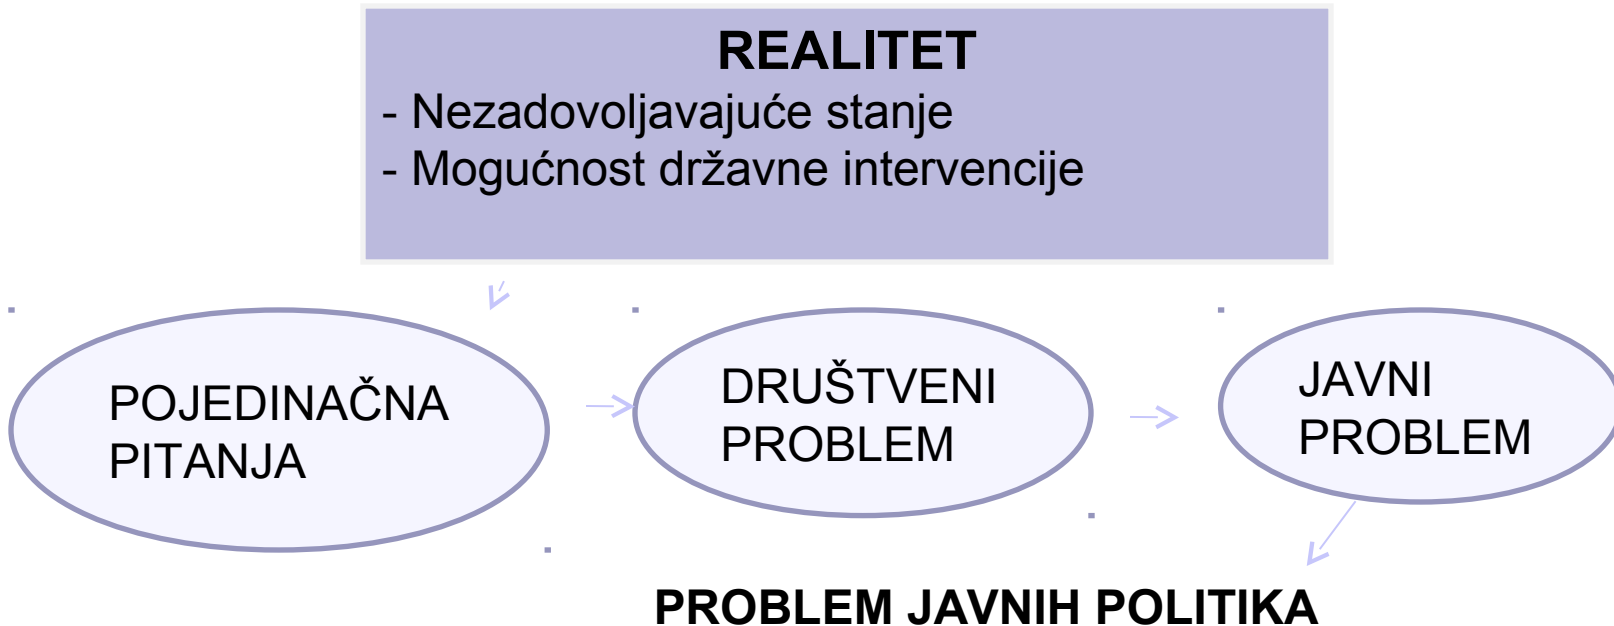 REALITET
- Nezadovoljavajuće stanje
- Mogućnost državne intervencije
POJEDINAČNA
PITANJA
DRUŠTVENI
PROBLEM
JAVNI
PROBLEM
PROBLEM JAVNIH POLITIKA